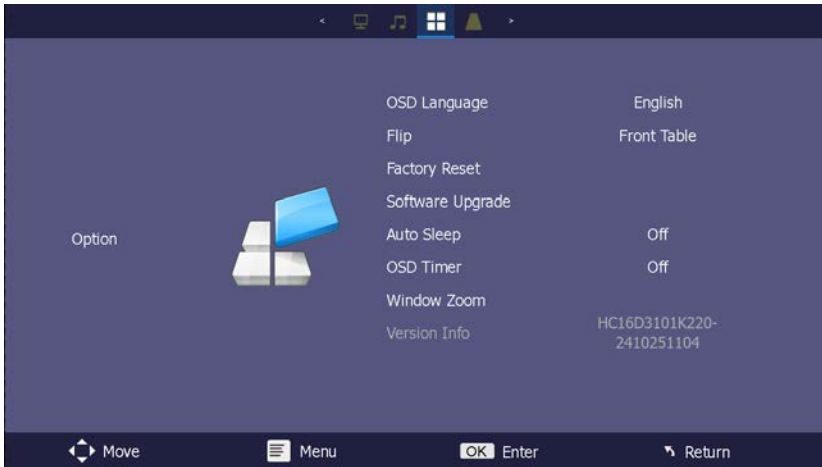 OSD Language English
Flip Front Table
Factory Reset
Software Upgrade
Auto Sleep Off
Option
OSD Timer Off
Window Zoom
Version Info HC16D3101K220-
2410251104
Move Menu OK Enter Return